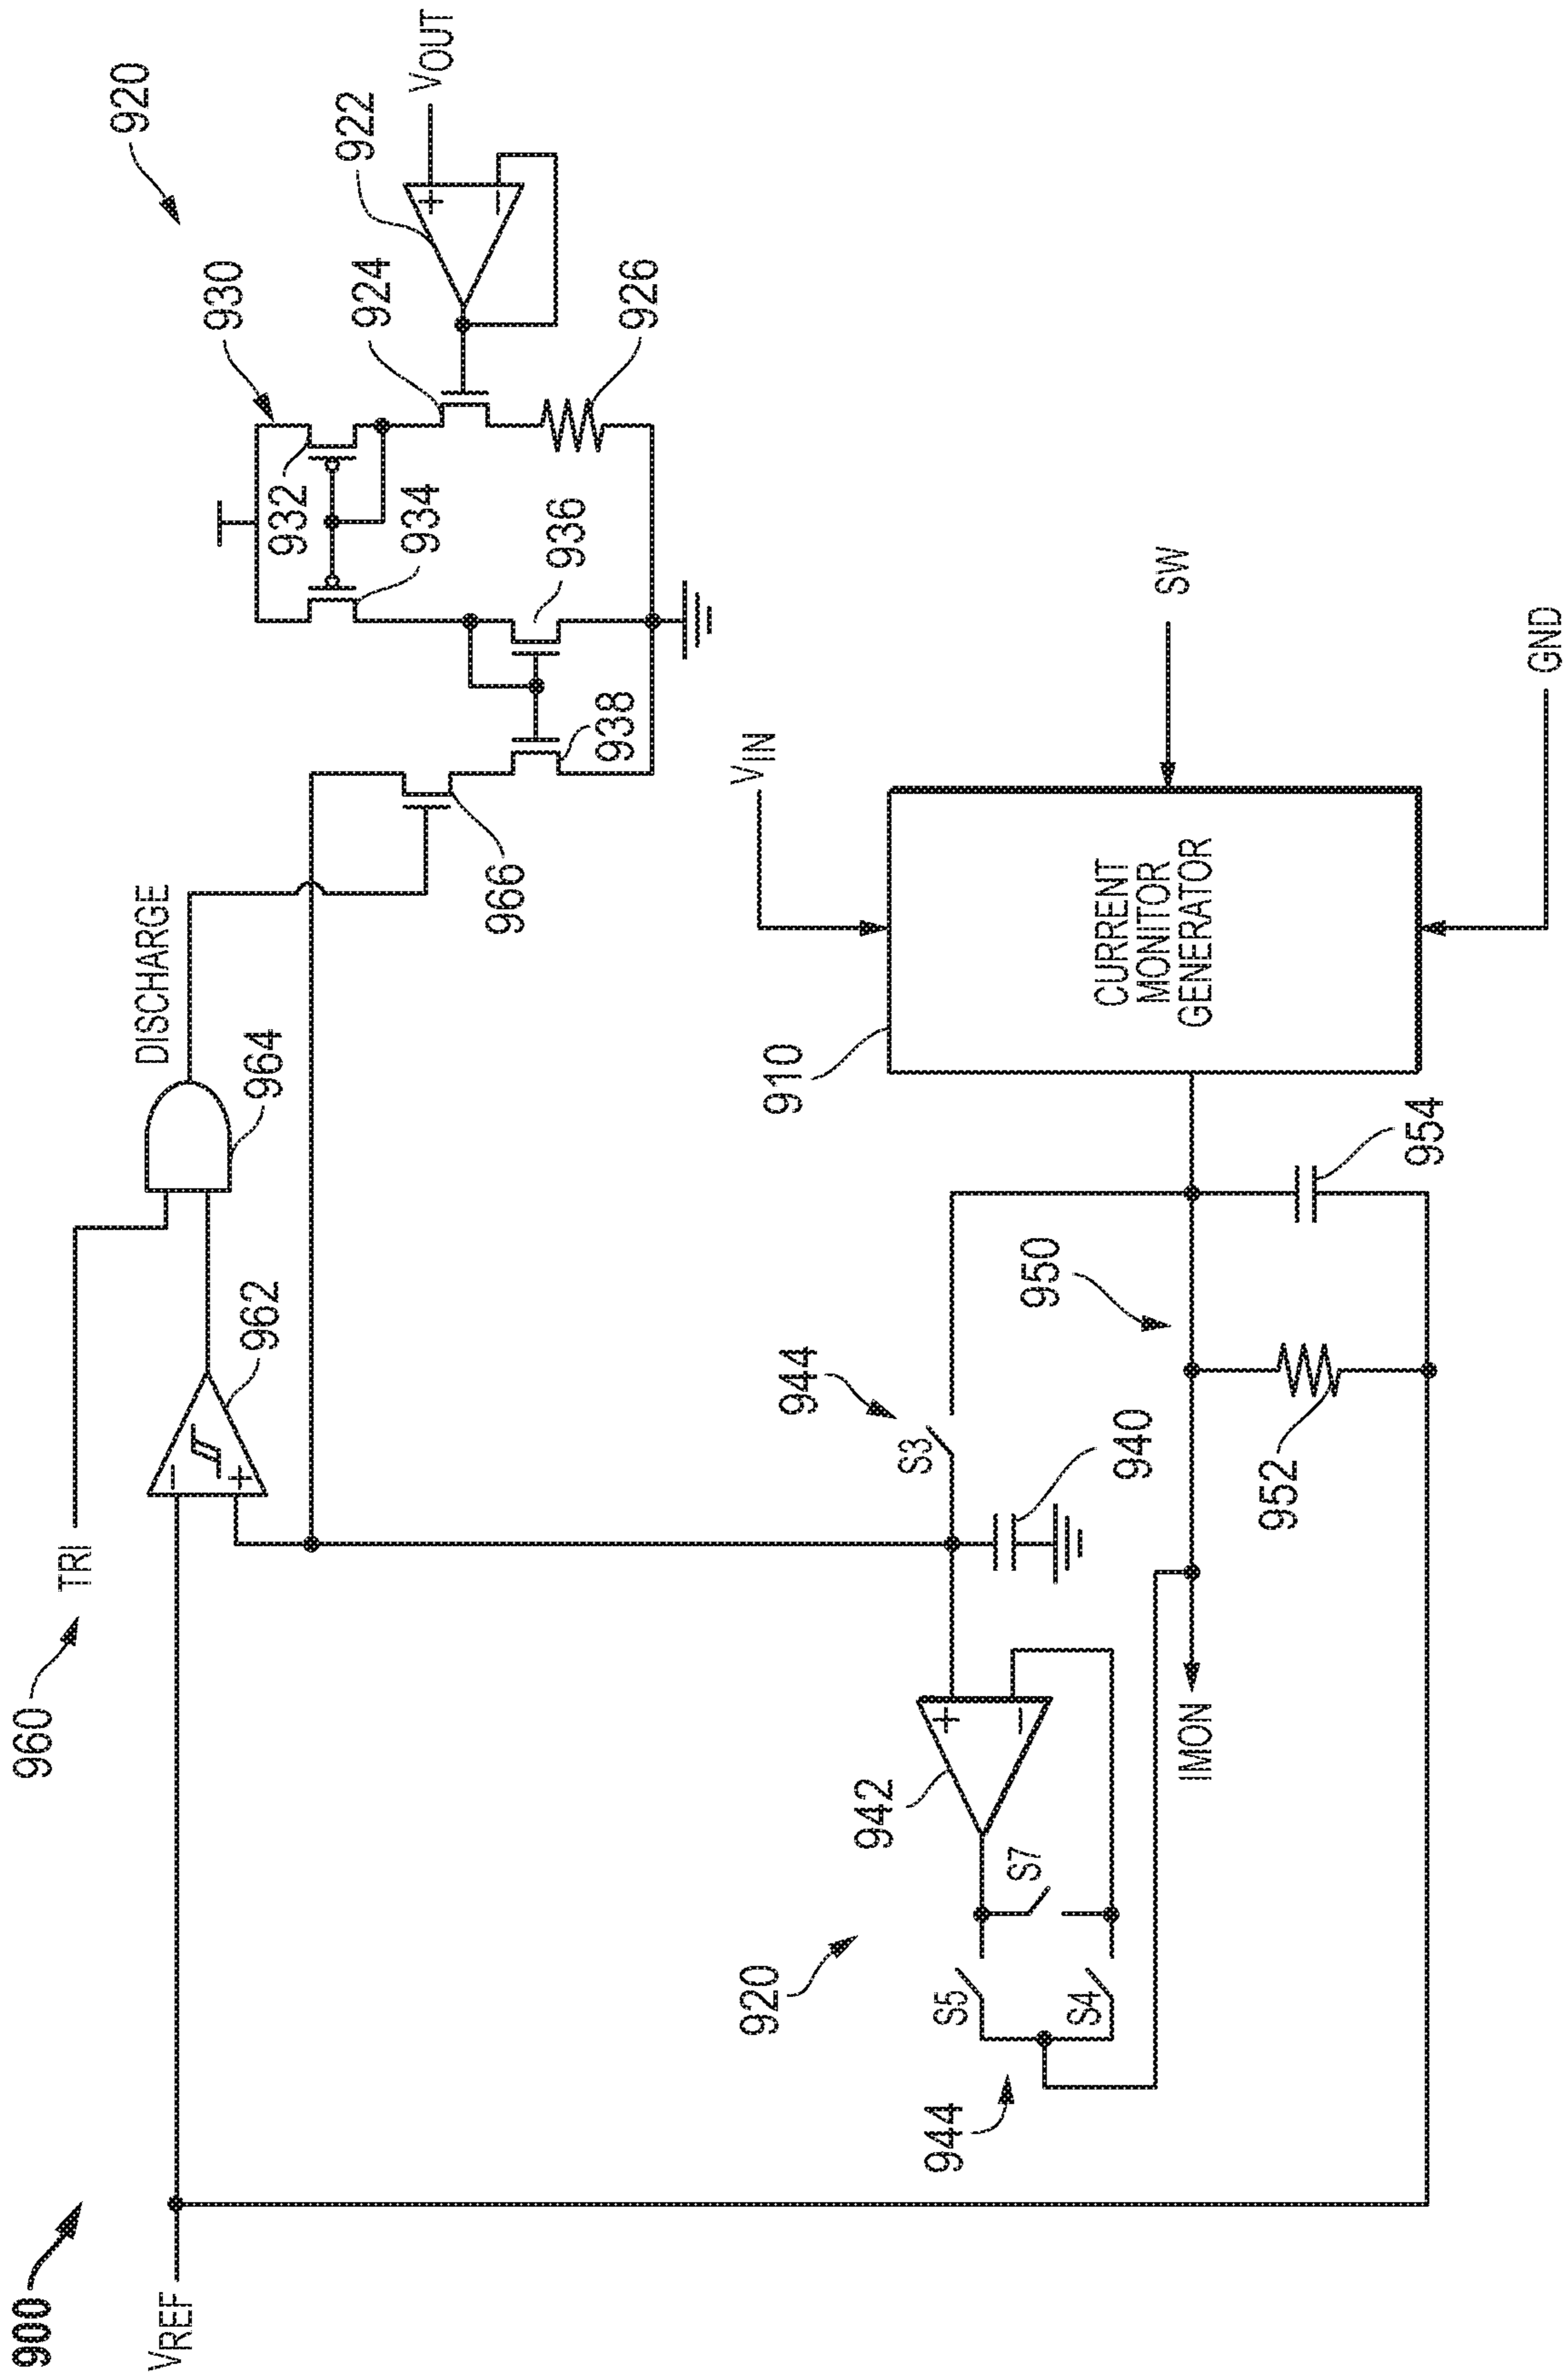 900
960
TRI
VREF
962
964
DISCHARGE
966
920
930
932
934
936
938
924
922
VOUT
926
920
944
S5
S4
S7
942
944
S3
940
950
IMON
952
954
910
CURRENT
MONITOR
GENERATOR
VIN
SW
GND